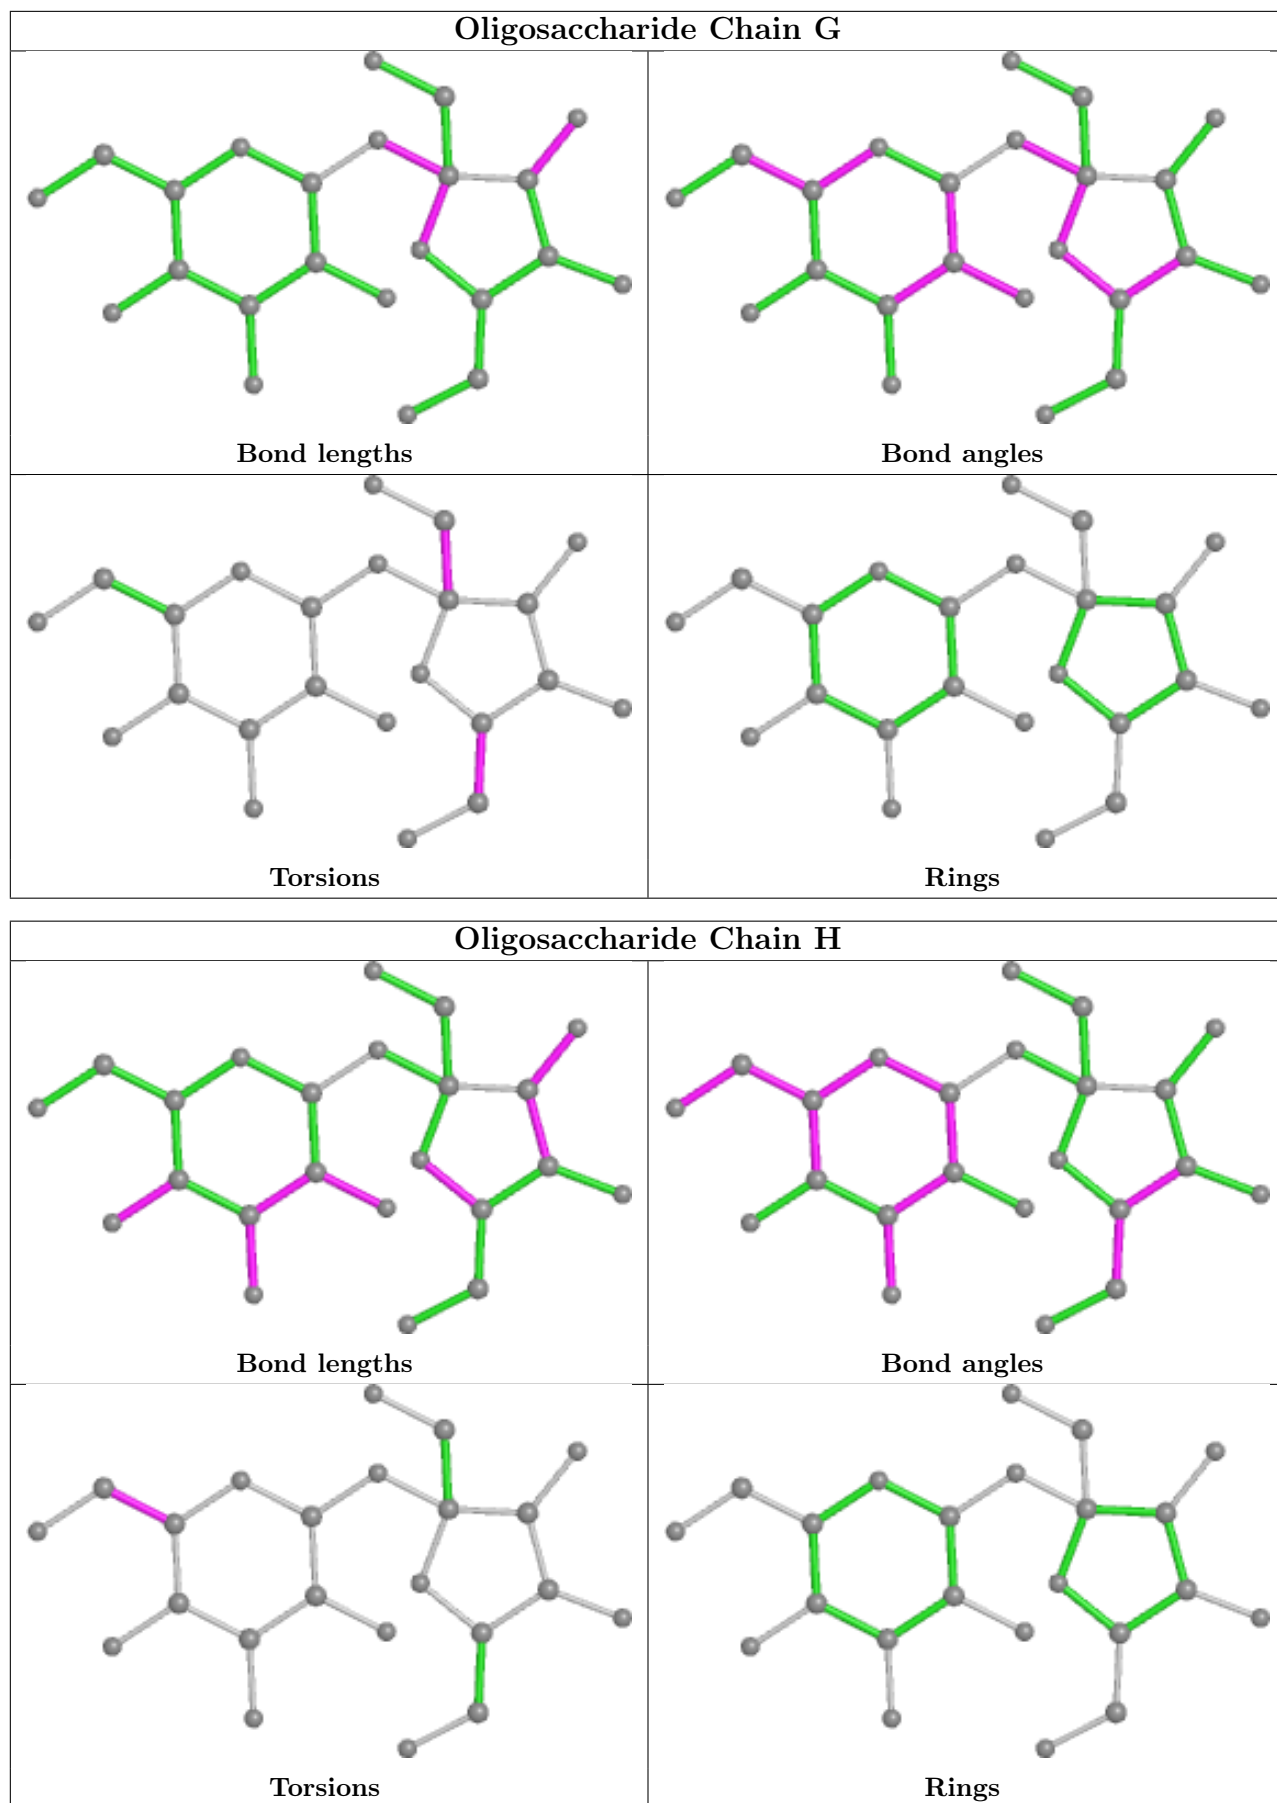 Oligosaccharide Chain G
Bond lengths
Bond angles
Torsions
Rings
Oligosaccharide Chain H
Bond lengths
Bond angles
Torsions
Rings